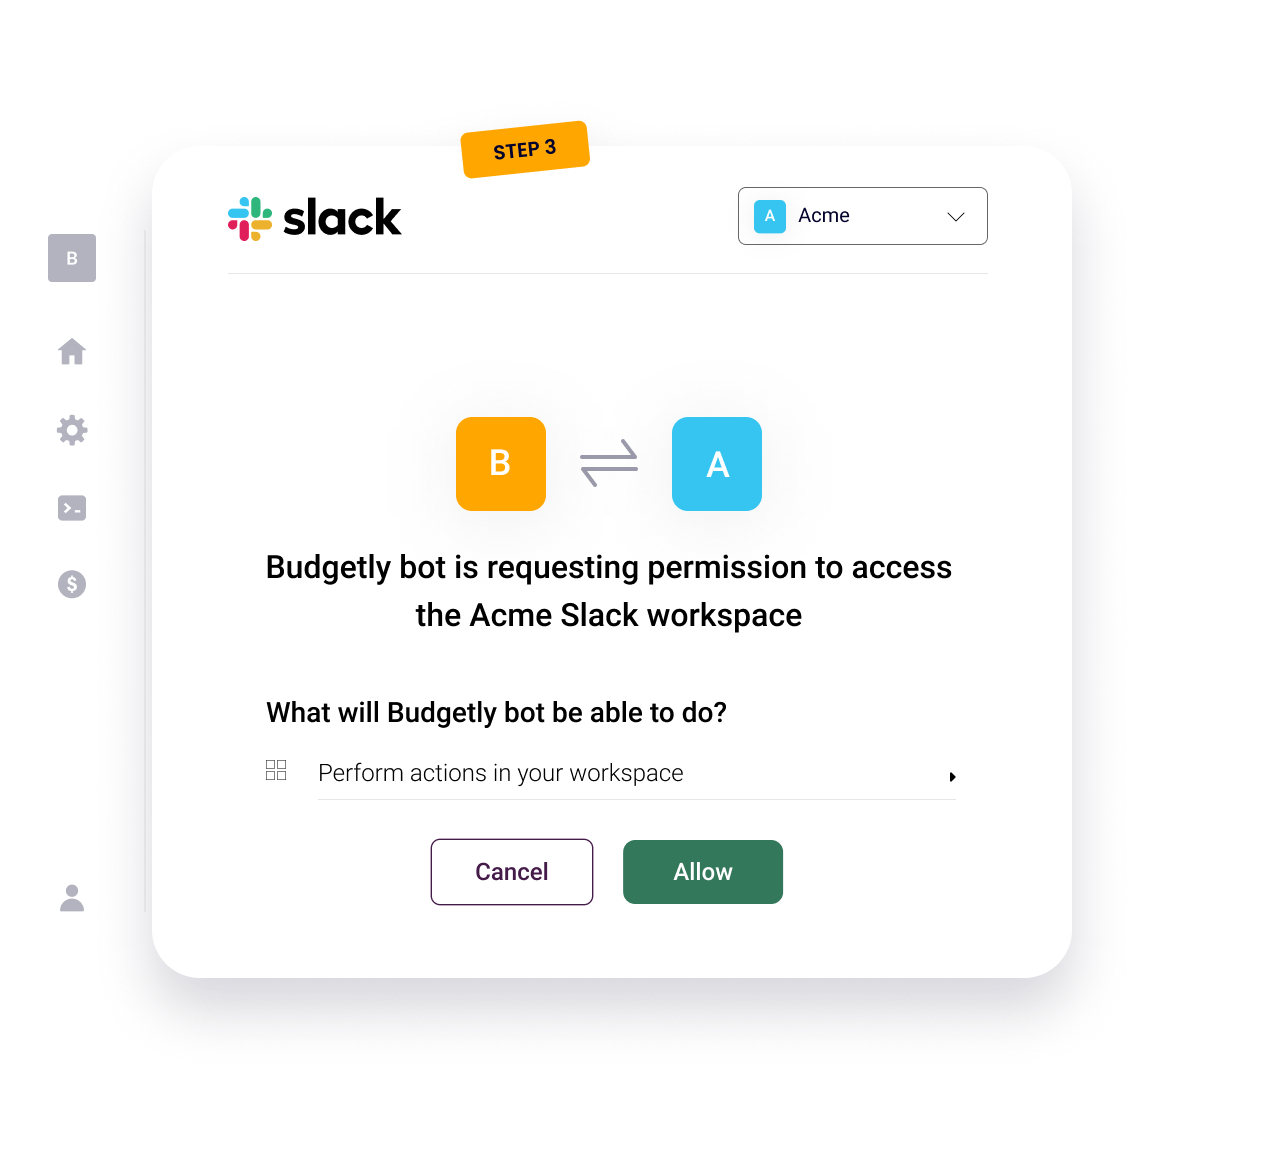 STEP 3
slack
A Acme
B
B
A
Budgetly bot is requesting permission to access
the Acme Slack workspace
What will Budgetly bot be able to do?
Perform actions in your workspace
Cancel
Allow
$